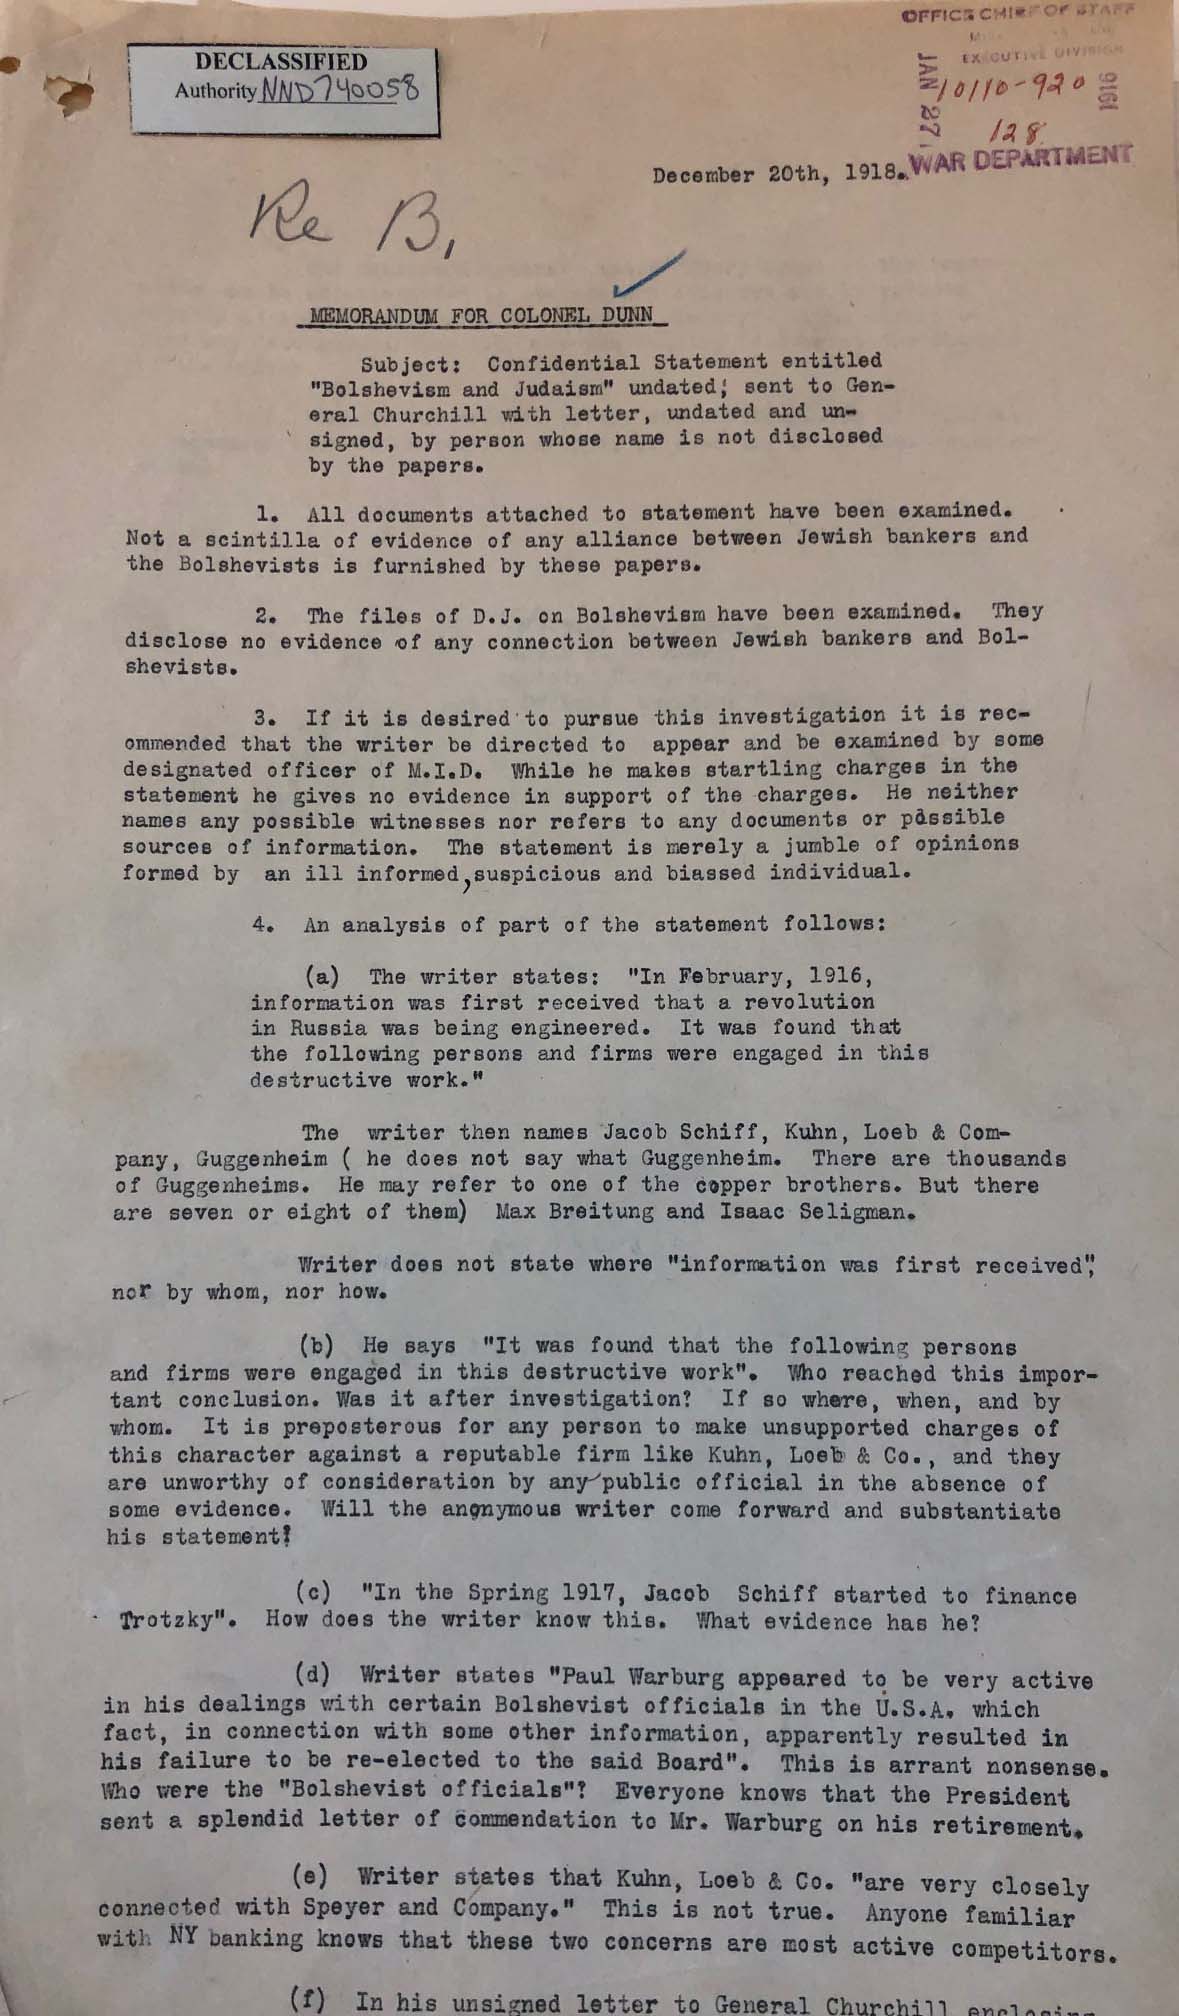 OFFICE CHIEF OF STAFF
EXECUTIVE DIVISION
JAN 27 1919
10110-920
128
WAR DEPARTMENT
DECLASSIFIED
Authority NND740058
December 20th, 1918.
Re B,
MEMORANDUM FOR COLONEL DUNN
Subject: Confidential Statement entitled
"Bolshevism and Judaism" undated; sent to Gen-
eral Churchill with letter, undated and un-
signed, by person whose name is not disclosed
by the papers.
1. All documents attached to statement have been examined.
Not a scintilla of evidence of any alliance between Jewish bankers and
the Bolshevists is furnished by these papers.
2. The files of D.J. on Bolshevism have been examined. They
disclose no evidence of any connection between Jewish bankers and Bol-
shevists.
3. If it is desired to pursue this investigation it is rec-
ommended that the writer be directed to appear and be examined by some
designated officer of M.I.D. While he makes startling charges in the
statement he gives no evidence in support of the charges. He neither
names any possible witnesses nor refers to any documents or possible
sources of information. The statement is merely a jumble of opinions
formed by an ill informed, suspicious and biassed individual.
4. An analysis of part of the statement follows:
(a) The writer states: "In February, 1916,
information was first received that a revolution
in Russia was being engineered. It was found that
the following persons and firms were engaged in this
destructive work."
The writer then names Jacob Schiff, Kuhn, Loeb & Com-
pany, Guggenheim ( he does not say what Guggenheim. There are thousands
of Guggenheims. He may refer to one of the copper brothers. But there
are seven or eight of them) Max Breitung and Isaac Seligman.
Writer does not state where "information was first received",
nor by whom, nor how.
(b) He says "It was found that the following persons
and firms were engaged in this destructive work". Who reached this impor-
tant conclusion. Was it after investigation? If so where, when, and by
whom. It is preposterous for any person to make unsupported charges of
this character against a reputable firm like Kuhn, Loeb & Co., and they
are unworthy of consideration by any public official in the absence of
some evidence. Will the anonymous writer come forward and substantiate
his statement?
(c) "In the Spring 1917, Jacob Schiff started to finance
Trotzky". How does the writer know this. What evidence has he?
(d) Writer states "Paul Warburg appeared to be very active
in his dealings with certain Bolshevist officials in the U.S.A. which
fact, in connection with some other information, apparently resulted in
his failure to be re-elected to the said Board". This is arrant nonsense.
Who were the "Bolshevist officials"? Everyone knows that the President
sent a splendid letter of commendation to Mr. Warburg on his retirement.
(e) Writer states that Kuhn, Loeb & Co. "are very closely
connected with Speyer and Company." This is not true. Anyone familiar
with NY banking knows that these two concerns are most active competitors.
(f) In his unsigned letter to General Churchill enclosing